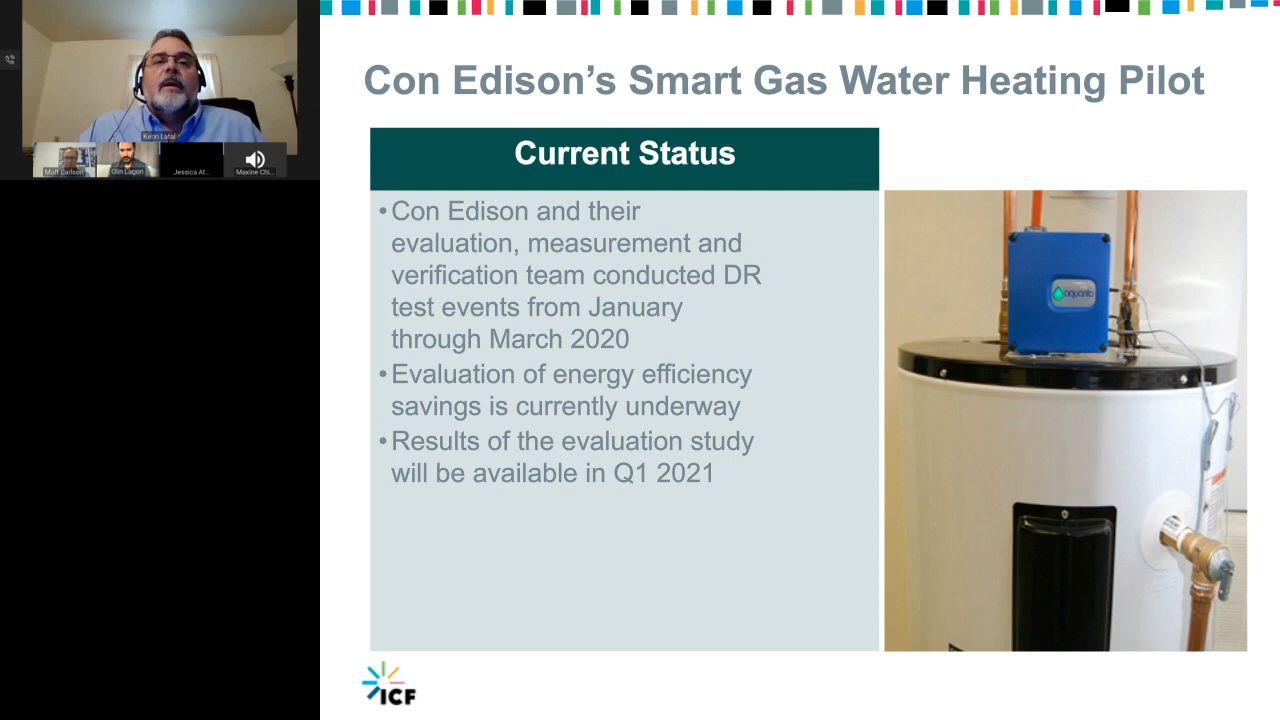 Kenn Latal
Matt Carlson
Olin Lagon
Jessica At...
Maxine Chi...
Con Edison’s Smart Gas Water Heating Pilot
Current Status
•Con Edison and their
evaluation, measurement and
verification team conducted DR
test events from January
through March 2020
•Evaluation of energy efficiency
savings is currently underway
•Results of the evaluation study
will be available in Q1 2021
aquanta
ICF